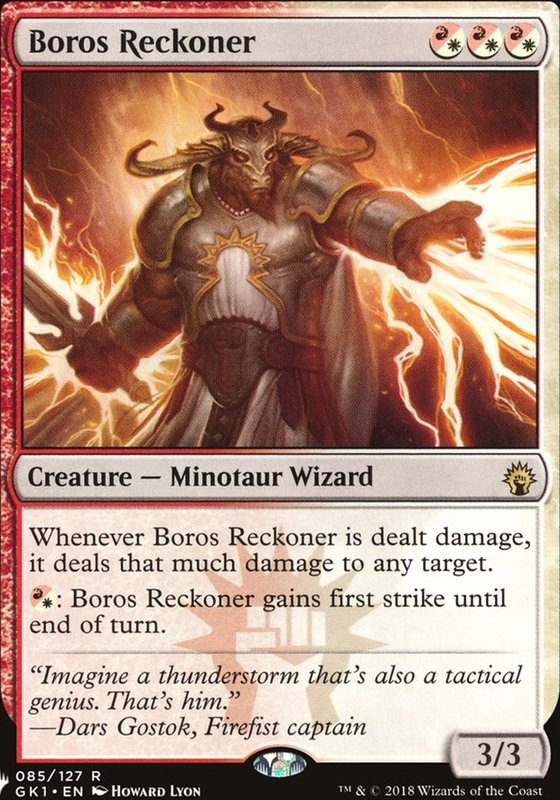 Boros Reckoner
Creature — Minotaur Wizard
Whenever Boros Reckoner is dealt damage,
it deals that much damage to any target.
: Boros Reckoner gains first strike until
end of turn.
“Imagine a thunderstorm that’s also a tactical
genius. That’s him.”
—Dars Gostok, Firefist captain
3/3
085/127 R
GK1 • EN Howard Lyon
™ & © 2018 Wizards of the Coast